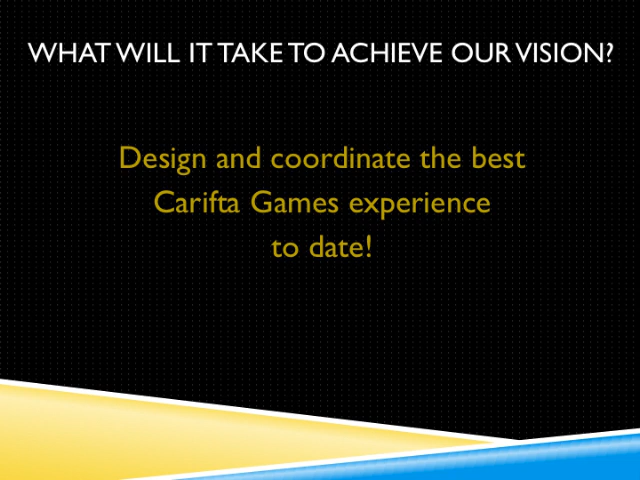 WHAT WILL IT TAKE TO ACHIEVE OUR VISION?
Design and coordinate the best
Carifta Games experience
to date!